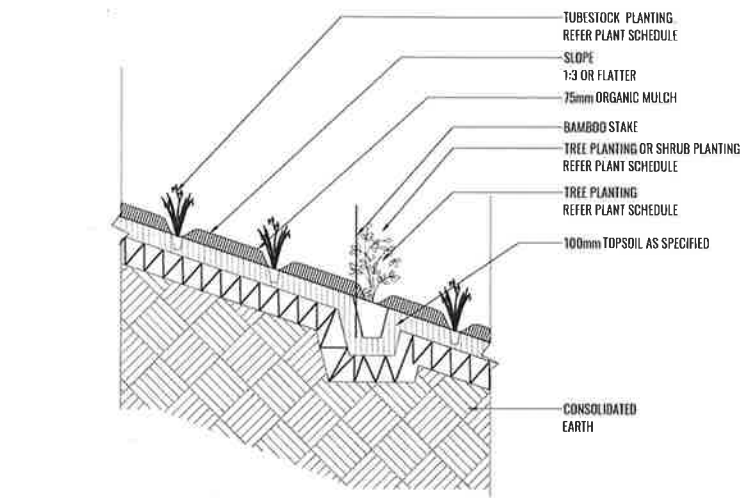 TUBESTOCK PLANTING
REFER PLANT SCHEDULE
SLOPE
1:3 OR FLATTER
75mm ORGANIC MULCH
BAMBOO STAKE
TREE PLANTING OR SHRUB PLANTING
REFER PLANT SCHEDULE
TREE PLANTING
REFER PLANT SCHEDULE
100mm TOPSOIL AS SPECIFIED
CONSOLIDATED
EARTH